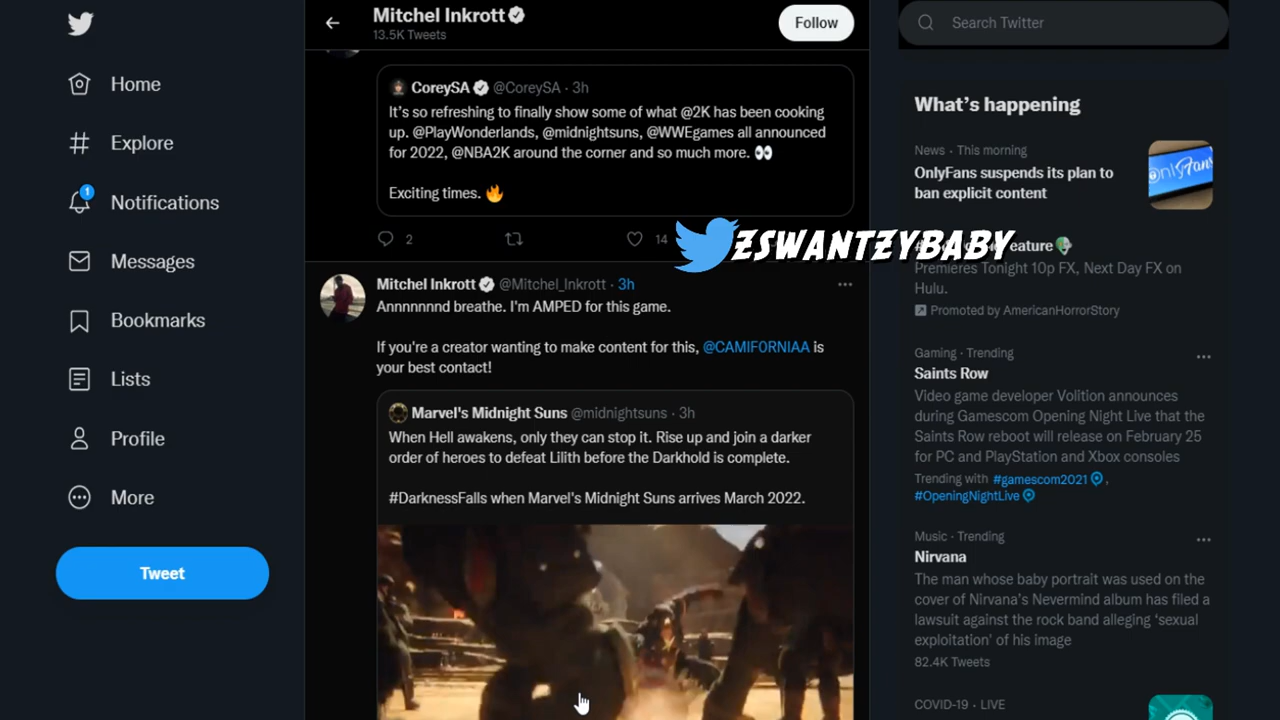 Home
Explore
1
Notifications
Messages
Bookmarks
Lists
Profile
More
Tweet
Mitchel Inkrott
13.5K Tweets
Follow
CoreySA @CoreySA · 3h
It's so refreshing to finally show some of what @2K has been cooking
up. @PlayWonderlands, @midnightsuns, @WWEgames all announced
for 2022, @NBA2K around the corner and so much more. 👀
Exciting times. 🔥
2
14
ZSWANTZYBABY
Mitchel Inkrott @Mitchel_Inkrott · 3h
Annnnnnnd breathe. I'm AMPED for this game.
If you're a creator wanting to make content for this, @CAMIF0RNIAA is
your best contact!
Marvel's Midnight Suns @midnightsuns · 3h
When Hell awakens, only they can stop it. Rise up and join a darker
order of heroes to defeat Lilith before the Darkhold is complete.
#DarknessFalls when Marvel's Midnight Suns arrives March 2022.
Search Twitter
What's happening
News · This morning
OnlyFans suspends its plan to
ban explicit content
OnlyFans
eature
Premieres Tonight 10p FX, Next Day FX on
Hulu.
Promoted by AmericanHorrorStory
Gaming · Trending
Saints Row
Video game developer Volition announces
during Gamescom Opening Night Live that the
Saints Row reboot will release on February 25
for PC and PlayStation and Xbox consoles
Trending with #gamescom2021,
#OpeningNightLive
Music · Trending
Nirvana
The man whose baby portrait was used on the
cover of Nirvana's Nevermind album has filed a
lawsuit against the rock band alleging 'sexual
exploitation' of his image
82.4K Tweets
COVID-19 · LIVE